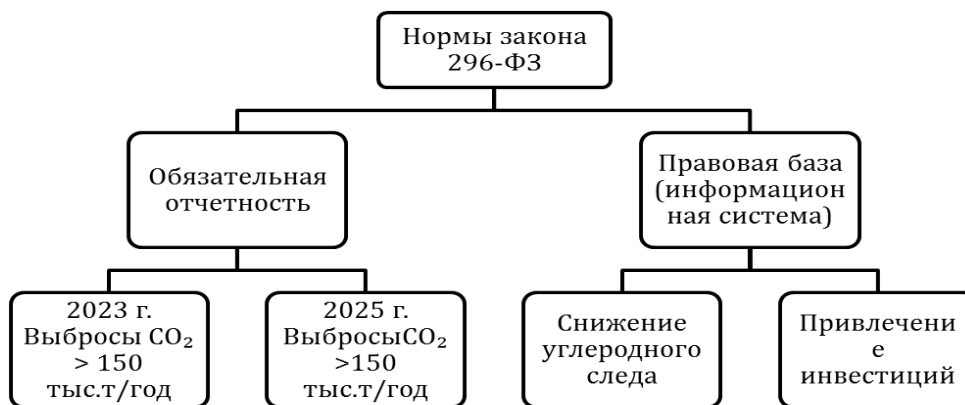 Нормы закона
296-ФЗ
Обязательная
отчетность
Правовая база
(информацион
ная система)
2023 г.
Выбросы CO₂
> 150
тыс.т/год
2025 г.
ВыбросыCO₂
>150
тыс.т/год
Снижение
углеродного
следа
Привлечени
е
инвестиций